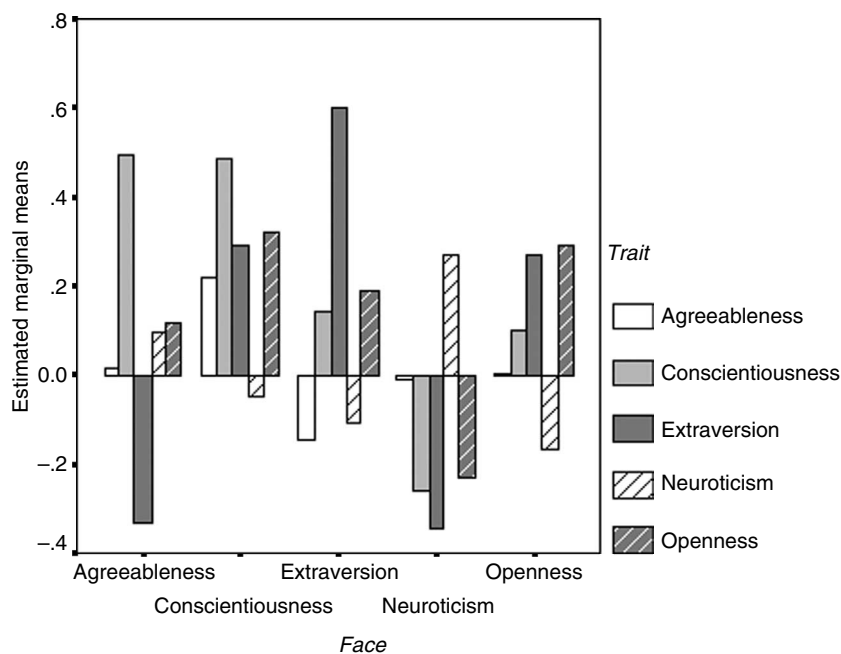 .8
.6
.4
.2
0.0
–.2
–.4
Estimated marginal means
Agreeableness
Extraversion
Openness
Conscientiousness
Neuroticism
Face
Trait
Agreeableness
Conscientiousness
Extraversion
Neuroticism
Openness